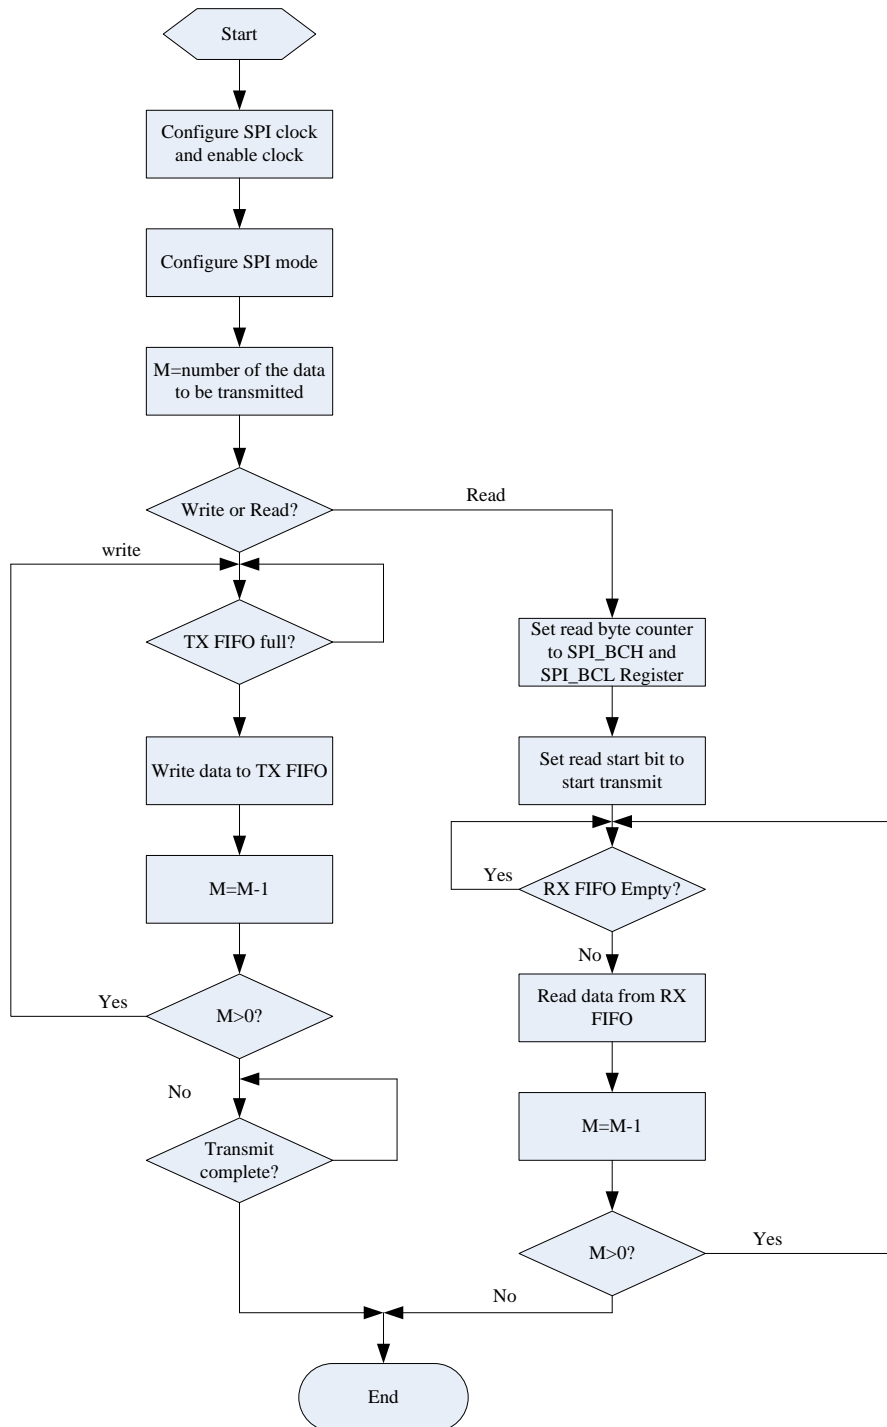 Start
Configure SPI clock
and enable clock
Configure SPI mode
M=number of the data
to be transmitted
Write or Read?
Read
write
TX FIFO full?
Write data to TX FIFO
M=M-1
M>0?
Yes
No
Transmit
complete?
Set read byte counter
to SPI_BCH and
SPI_BCL Register
Set read start bit to
start transmit
RX FIFO Empty?
Yes
No
Read data from RX
FIFO
M=M-1
M>0?
Yes
No
End